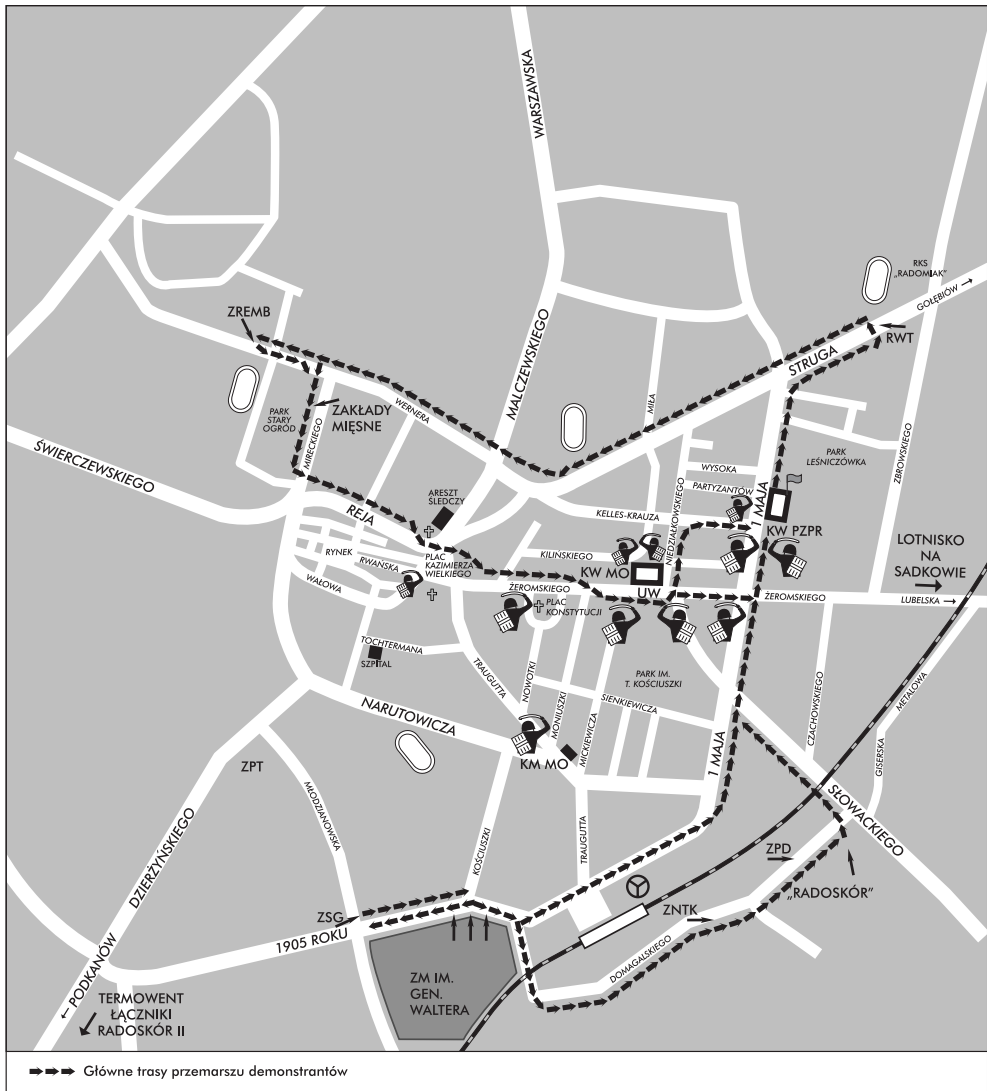 WARSZAWSKA
RKS
„RADOMIAK”
GOŁĘBIÓW →
ZREMB
RWT
STRUGA
MALCZEWSKIEGO
MIŁA
WERNERA
PARK
STARY
OGRÓD
ZAKŁADY
MIĘSNE
MIRECKIEGO
ŚWIERCZEWSKIEGO
PARK
LEŚNICZÓWKA
ZBROWSKIEGO
WYSOKA
PARTYZANTÓW
1 MAJA
KW PZPR
NIEDZIAŁKOWSKIEGO
KELLES-KRAUZA
ARESZT
ŚLEDCZY
REJA
RYNEK
RWAŃSKA
WAŁOWA
PLAC
KAZIMIERZA
WIELKIEGO
KILIŃSKIEGO
KW MO
UW
LOTNISKO
NA
SADKOWIE
ŻEROMSKIEGO
ŻEROMSKIEGO
LUBELSKA →
PLAC
KONSTYTUCJI
TOCHTERMANA
SZPITAL
TRAUGUTTA
NOWOTKI
MONIUSZKI
MICKIEWICZA
PARK IM.
T. KOŚCIUSZKI
SIENKIEWICZA
CZACHOWSKIEGO
METALOWA
GISERSKA
NARUTOWICZA
KM MO
1 MAJA
SŁOWACKIEGO
ZPT
MŁODZIANOWSKA
DZIERŻYŃSKIEGO
KOŚCIUSZKI
TRAUGUTTA
ZPD
„RADOSKÓR”
ZNTK
ZSG
1905 ROKU
DOMAGALSKIEGO
ZM IM.
GEN.
WALTERA
← PODKANÓW
TERMOWENT
ŁĄCZNIKI
RADOSKÓR II
Główne trasy przemarszu demonstrantów